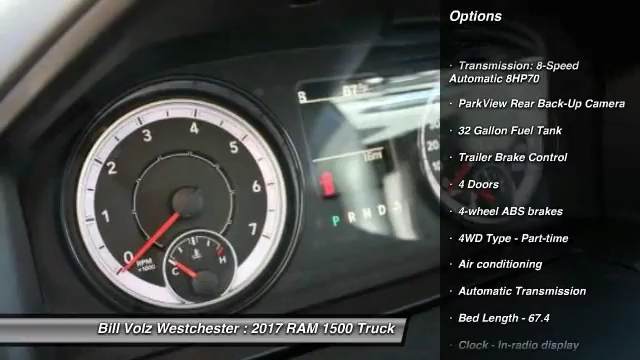 Options
· Transmission: 8-Speed
Automatic 8HP70
· ParkView Rear Back-Up Camera
· 32 Gallon Fuel Tank
· Trailer Brake Control
· 4 Doors
· 4-wheel ABS brakes
· 4WD Type - Part-time
· Air conditioning
· Automatic Transmission
· Bed Length - 67.4
· Clock - In-radio display
0 1 2 3 4 5 6 7
RPM
×1000
C H
P R N D
Bill Volz Westchester : 2017 RAM 1500 Truck